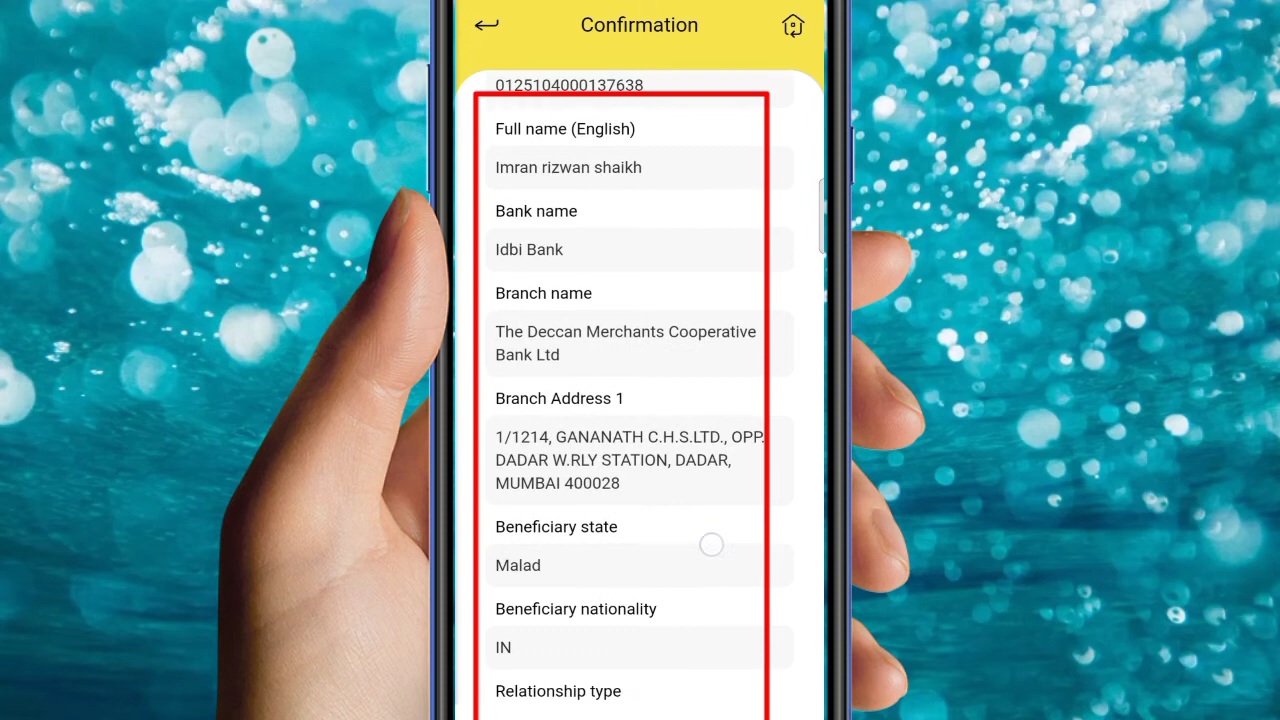 Confirmation
0125104000137638
Full name (English)
Imran rizwan shaikh
Bank name
Idbi Bank
Branch name
The Deccan Merchants Cooperative
Bank Ltd
Branch Address 1
1/1214, GANANATH C.H.S.LTD., OPP.
DADAR W.RLY STATION, DADAR,
MUMBAI 400028
Beneficiary state
Malad
Beneficiary nationality
IN
Relationship type